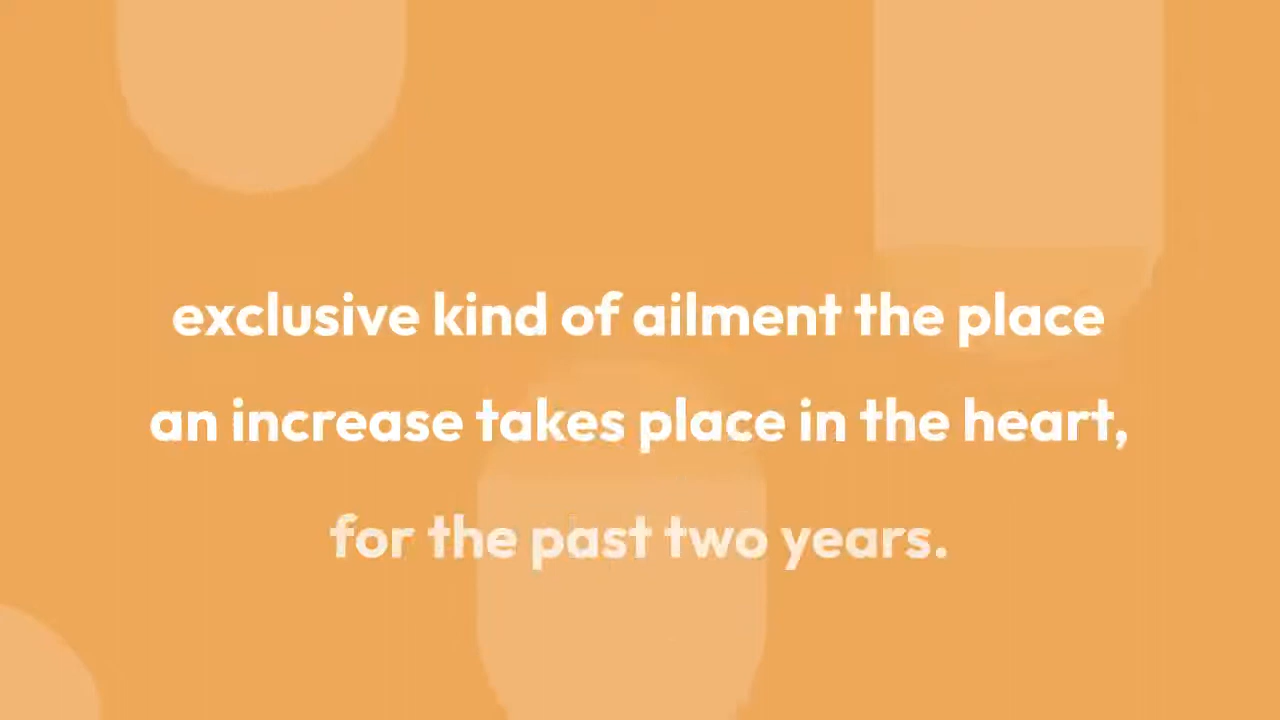 exclusive kind of ailment the place
an increase takes place in the heart,
for the past two years.